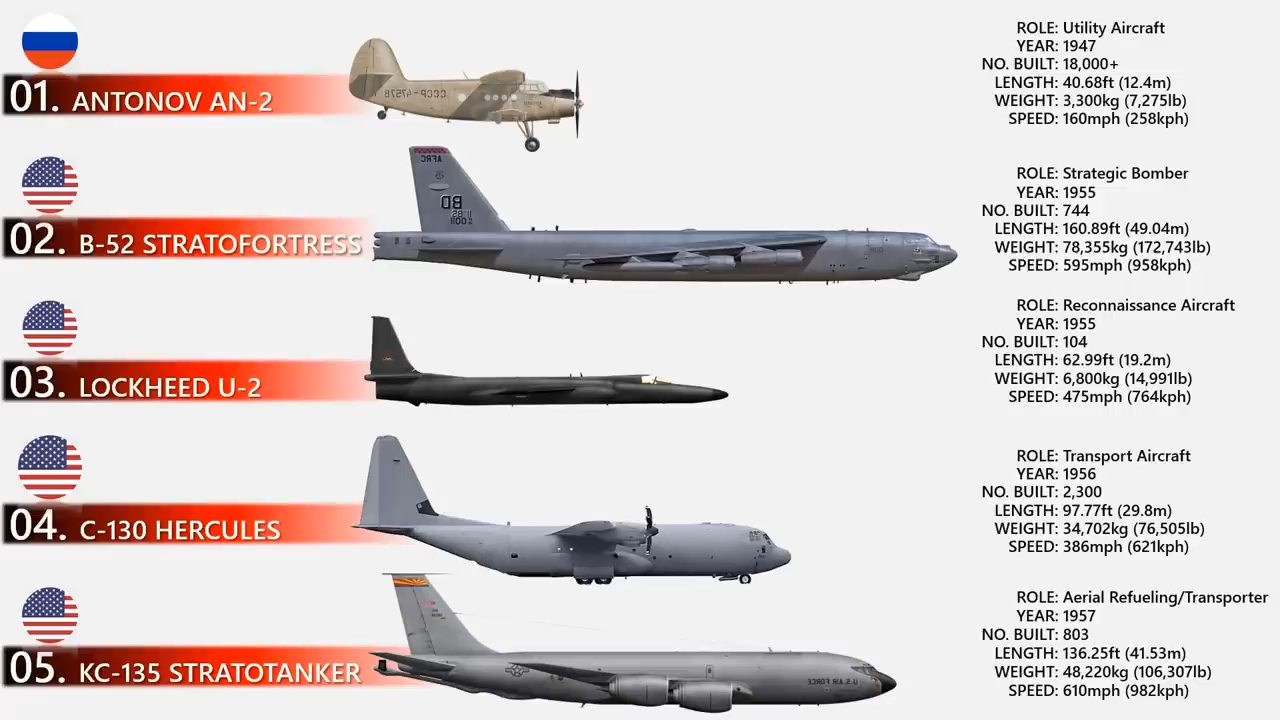 01. ANTONOV AN-2
CCCP-47578
ROLE: Utility Aircraft
YEAR: 1947
NO. BUILT: 18,000+
LENGTH: 40.68ft (12.4m)
WEIGHT: 3,300kg (7,275lb)
SPEED: 160mph (258kph)
02. B-52 STRATOFORTRESS
AFRC
BD
ROLE: Strategic Bomber
YEAR: 1955
NO. BUILT: 744
LENGTH: 160.89ft (49.04m)
WEIGHT: 78,355kg (172,743lb)
SPEED: 595mph (958kph)
03. LOCKHEED U-2
ROLE: Reconnaissance Aircraft
YEAR: 1955
NO. BUILT: 104
LENGTH: 62.99ft (19.2m)
WEIGHT: 6,800kg (14,991lb)
SPEED: 475mph (764kph)
04. C-130 HERCULES
ROLE: Transport Aircraft
YEAR: 1956
NO. BUILT: 2,300
LENGTH: 97.77ft (29.8m)
WEIGHT: 34,702kg (76,505lb)
SPEED: 386mph (621kph)
05. KC-135 STRATOTANKER
U.S. AIR FORCE
ROLE: Aerial Refueling/Transporter
YEAR: 1957
NO. BUILT: 803
LENGTH: 136.25ft (41.53m)
WEIGHT: 48,220kg (106,307lb)
SPEED: 610mph (982kph)